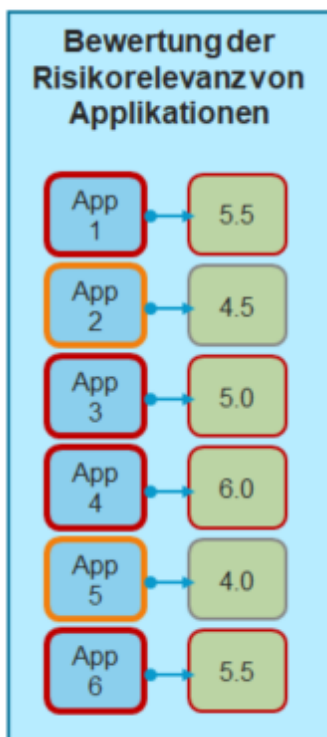 Bewertung der
Risikorelevanz von
Applikationen
App
1
5.5
App
2
4.5
App
3
5.0
App
4
6.0
App
5
4.0
App
6
5.5